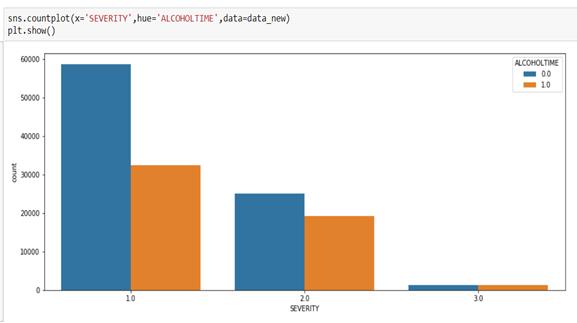 sns.countplot(x='SEVERITY',hue='ALCOHOLTIME',data=data_new)
plt.show()
ALCOHOLTIME
0.0
1.0
60000
50000
40000
30000
20000
10000
0
count
1.0 2.0 3.0
SEVERITY